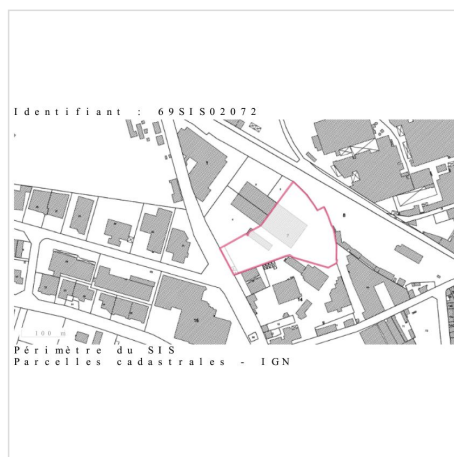 Identifiant : 69SIS02072
100 m
Périmètre du SIS
Parcelles cadastrales - IGN